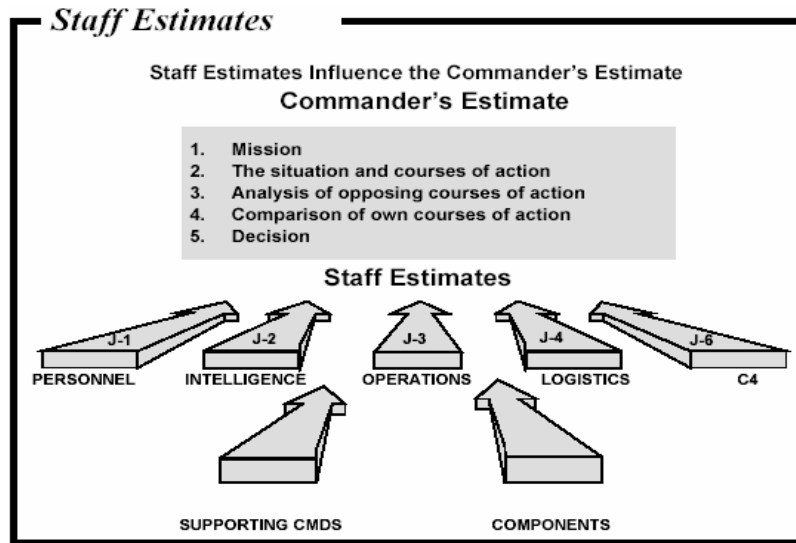 Staff Estimates
Staff Estimates Influence the Commander's Estimate
Commander's Estimate
1. Mission
2. The situation and courses of action
3. Analysis of opposing courses of action
4. Comparison of own courses of action
5. Decision
Staff Estimates
J-1 J-2 J-3 J-4 J-6
PERSONNEL INTELLIGENCE OPERATIONS LOGISTICS C4
SUPPORTING CMDS COMPONENTS